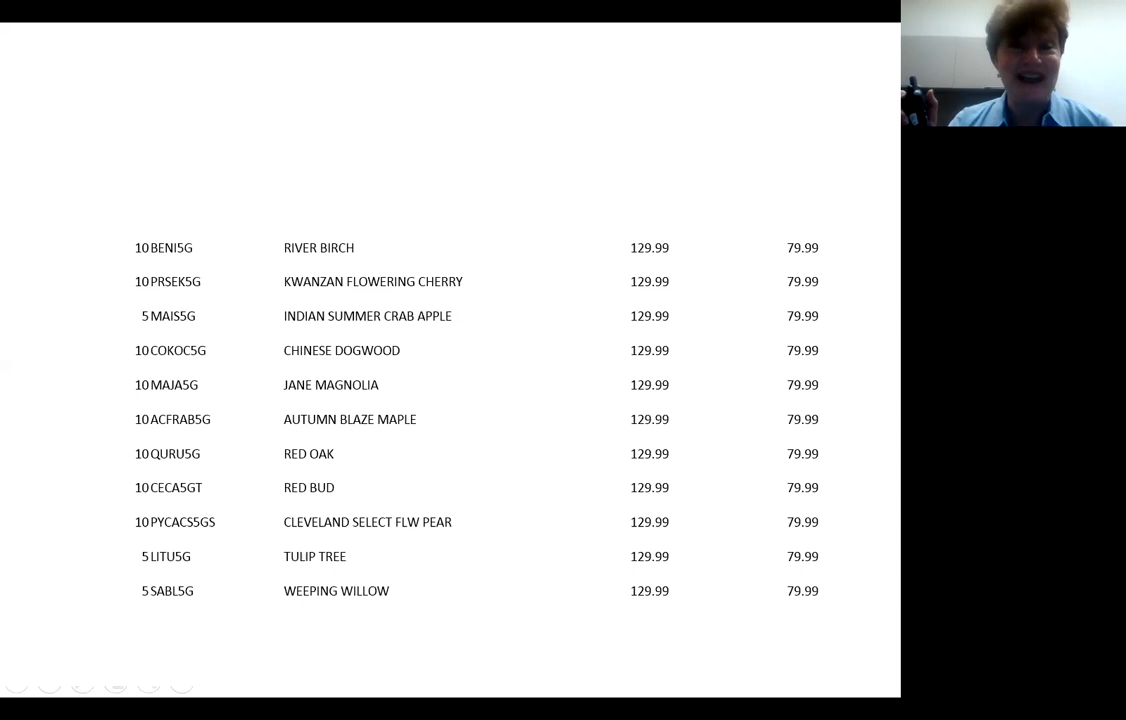 10 BENI5G RIVER BIRCH 129.99 79.99
10 PRSEK5G KWANZAN FLOWERING CHERRY 129.99 79.99
5 MAIS5G INDIAN SUMMER CRAB APPLE 129.99 79.99
10 COKOC5G CHINESE DOGWOOD 129.99 79.99
10 MAJA5G JANE MAGNOLIA 129.99 79.99
10 ACFRAB5G AUTUMN BLAZE MAPLE 129.99 79.99
10 QURU5G RED OAK 129.99 79.99
10 CECA5GT RED BUD 129.99 79.99
10 PYCACS5GS CLEVELAND SELECT FLW PEAR 129.99 79.99
5 LITU5G TULIP TREE 129.99 79.99
5 SABL5G WEEPING WILLOW 129.99 79.99